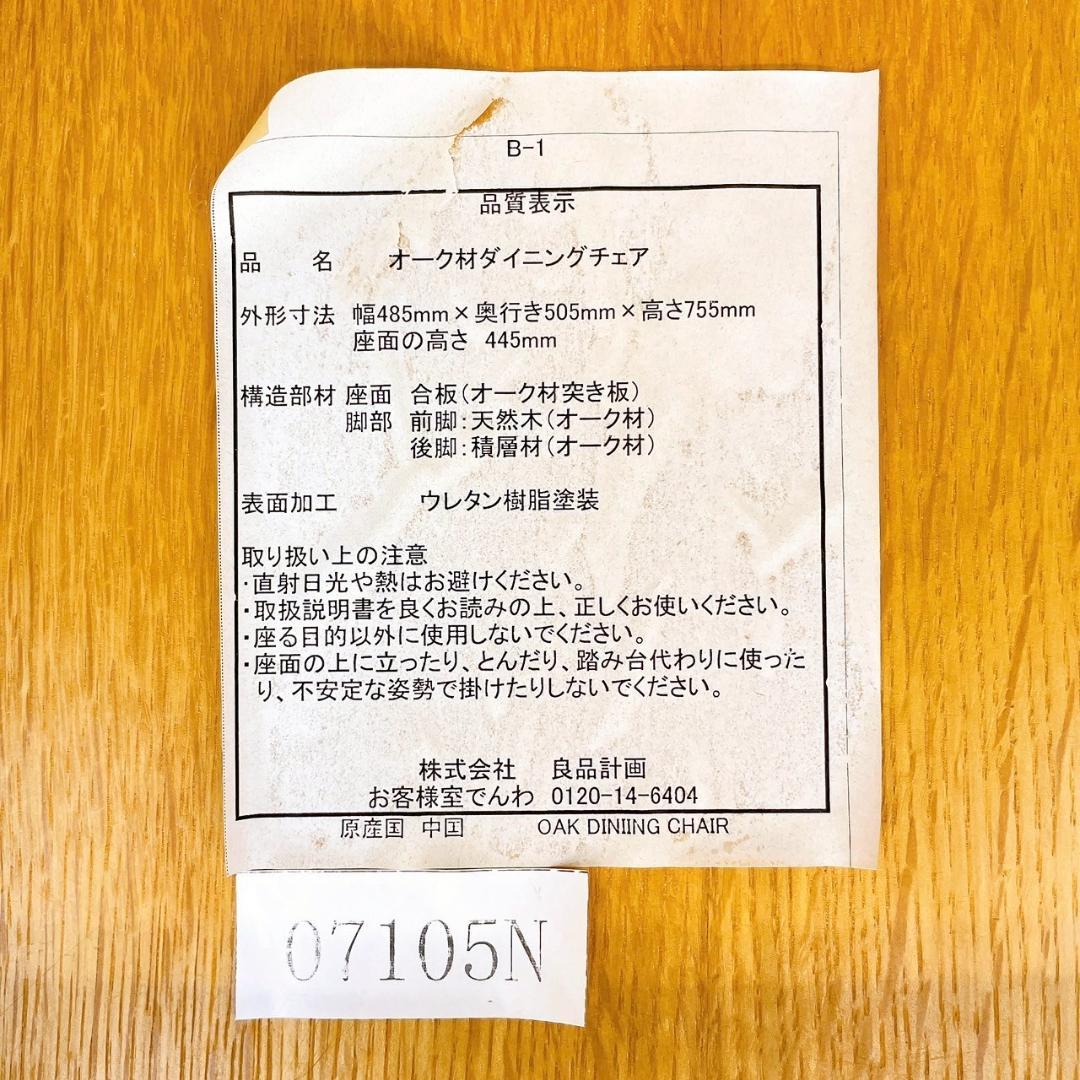 B-1
品質表示
品　名　オーク材ダイニングチェア
外形寸法 幅485mm×奥行き505mm×高さ755mm
座面の高さ 445mm
構造部材 座面 合板(オーク材突き板)
脚部 前脚:天然木(オーク材)
後脚:積層材(オーク材)
表面加工 ウレタン樹脂塗装
取り扱い上の注意
・直射日光や熱はお避けください。
・取扱説明書を良くお読みの上、正しくお使いください。
・座る目的以外に使用しないでください。
・座面の上に立ったり、とんだり、踏み台代わりに使った
り、不安定な姿勢で掛けたりしないでください。
株式会社 良品計画
お客様室でんわ 0120-14-6404
原産国 中国 OAK DINIING CHAIR
07105N